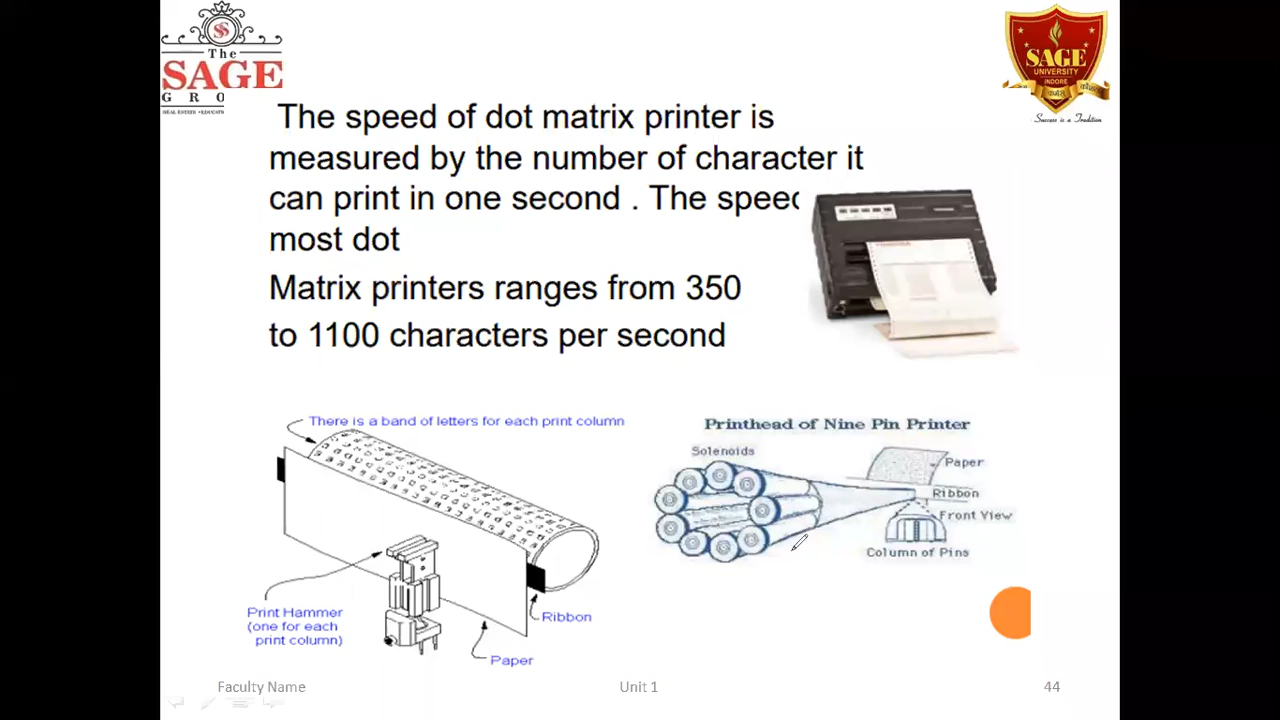 The
SAGE
G R O
SAGE
UNIVERSITY
INDORE
Success is a Tradition
The speed of dot matrix printer is
measured by the number of character it
can print in one second . The speed
most dot
Matrix printers ranges from 350
to 1100 characters per second
There is a band of letters for each print column
Print Hammer
(one for each
print column)
Ribbon
Paper
Printhead of Nine Pin Printer
Solenoids
Paper
Ribbon
Front View
Column of Pins
Faculty Name
Unit 1
44